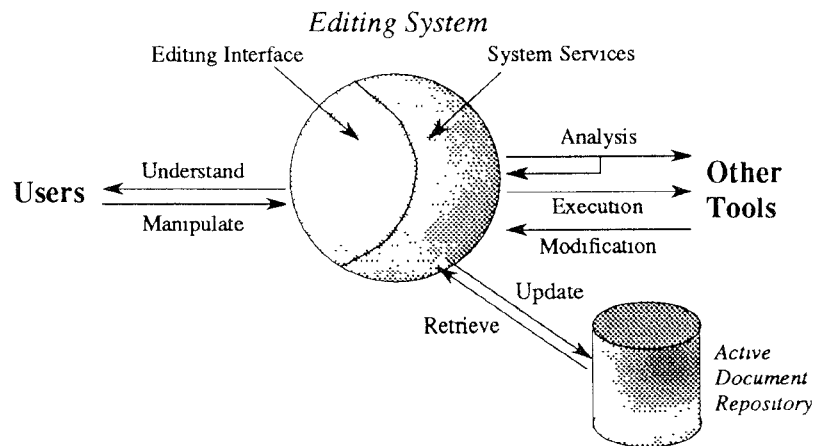 Editing System
Editing Interface
System Services
Analysis
Understand
Users
Other
Tools
Manipulate
Execution
Modification
Update
Retrieve
Active
Document
Repository